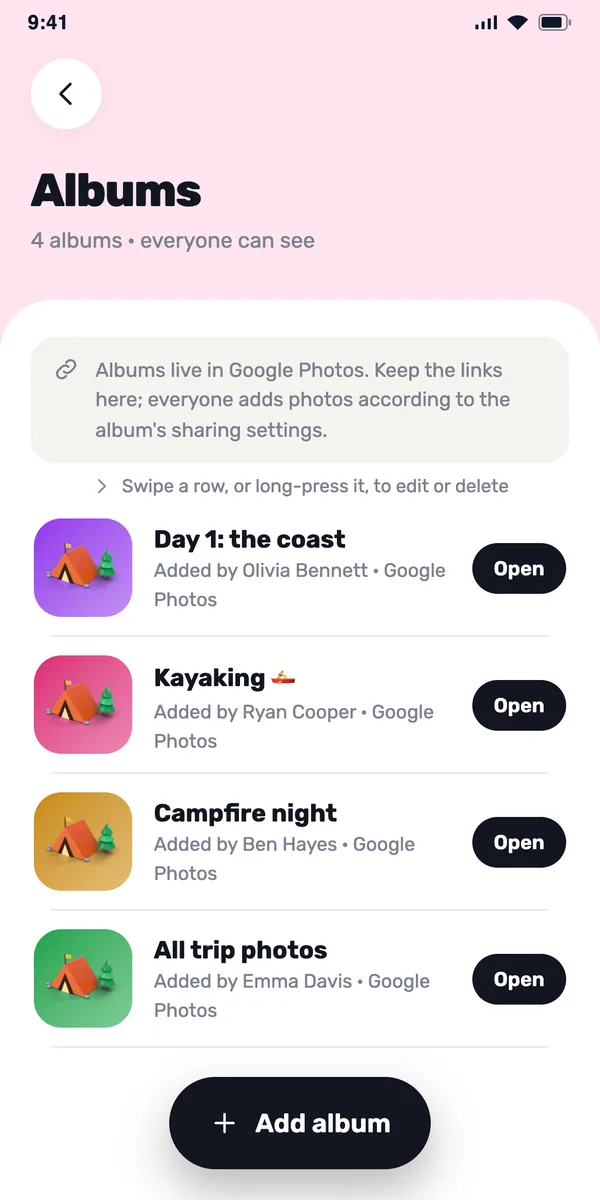 9:41
Albums
4 albums • everyone can see
Albums live in Google Photos. Keep the links
here; everyone adds photos according to the
album's sharing settings.
Swipe a row, or long-press it, to edit or delete
Day 1: the coast
Added by Olivia Bennett • Google
Photos
Open
Kayaking 🚣
Added by Ryan Cooper • Google
Photos
Open
Campfire night
Added by Ben Hayes • Google
Photos
Open
All trip photos
Added by Emma Davis • Google
Photos
Open
+ Add album